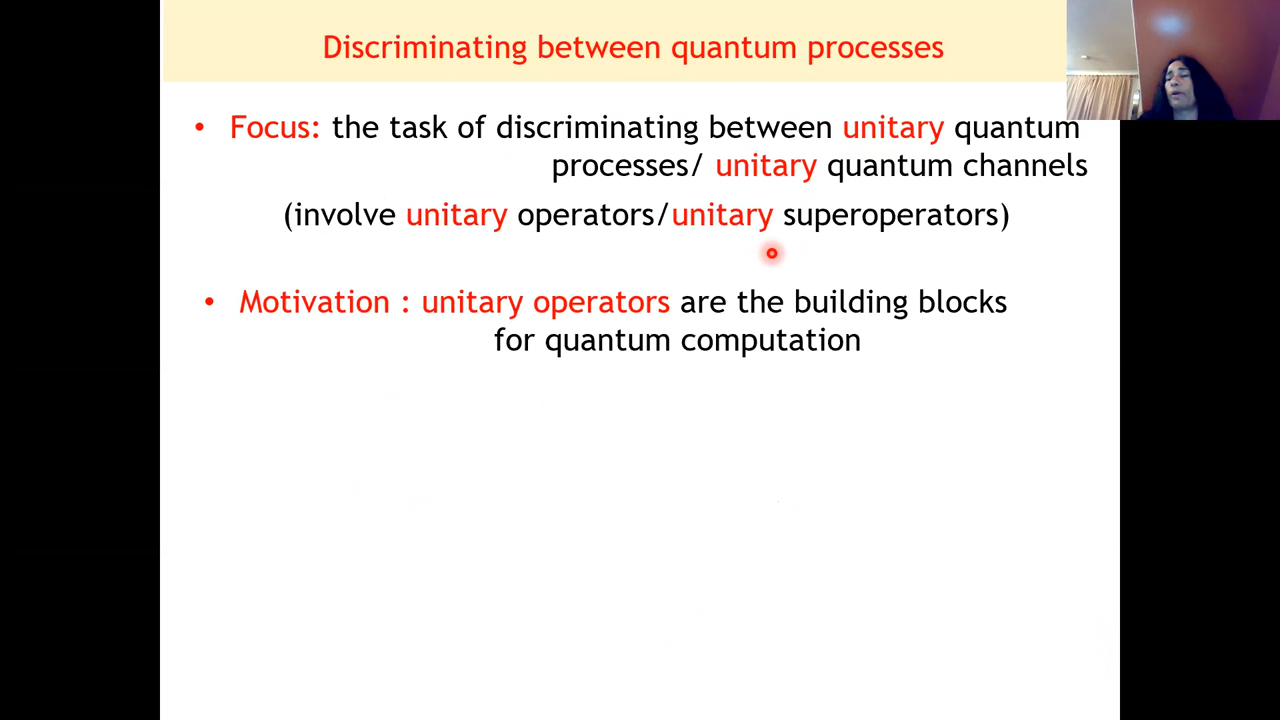 Discriminating between quantum processes
• Focus: the task of discriminating between unitary quantum
processes/ unitary quantum channels
(involve unitary operators/unitary superoperators)
• Motivation : unitary operators are the building blocks
for quantum computation